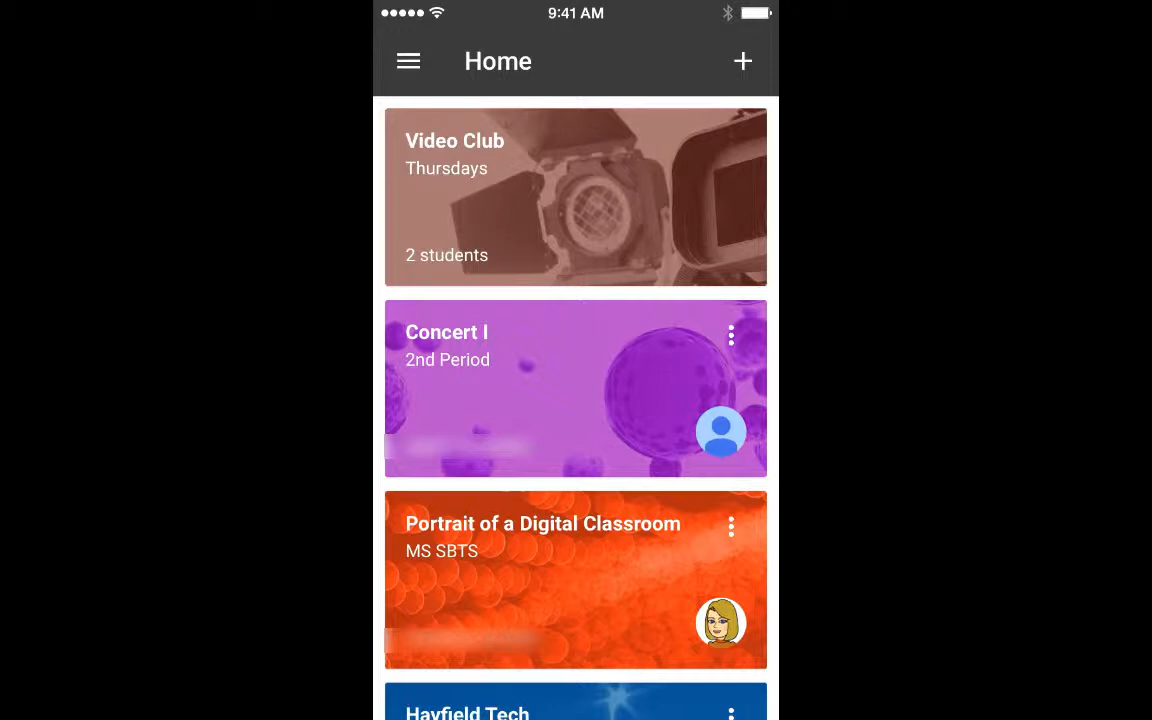 9:41 AM
Home
Video Club
Thursdays
2 students
Concert I
2nd Period
Portrait of a Digital Classroom
MS SBTS
Hayfield Tech